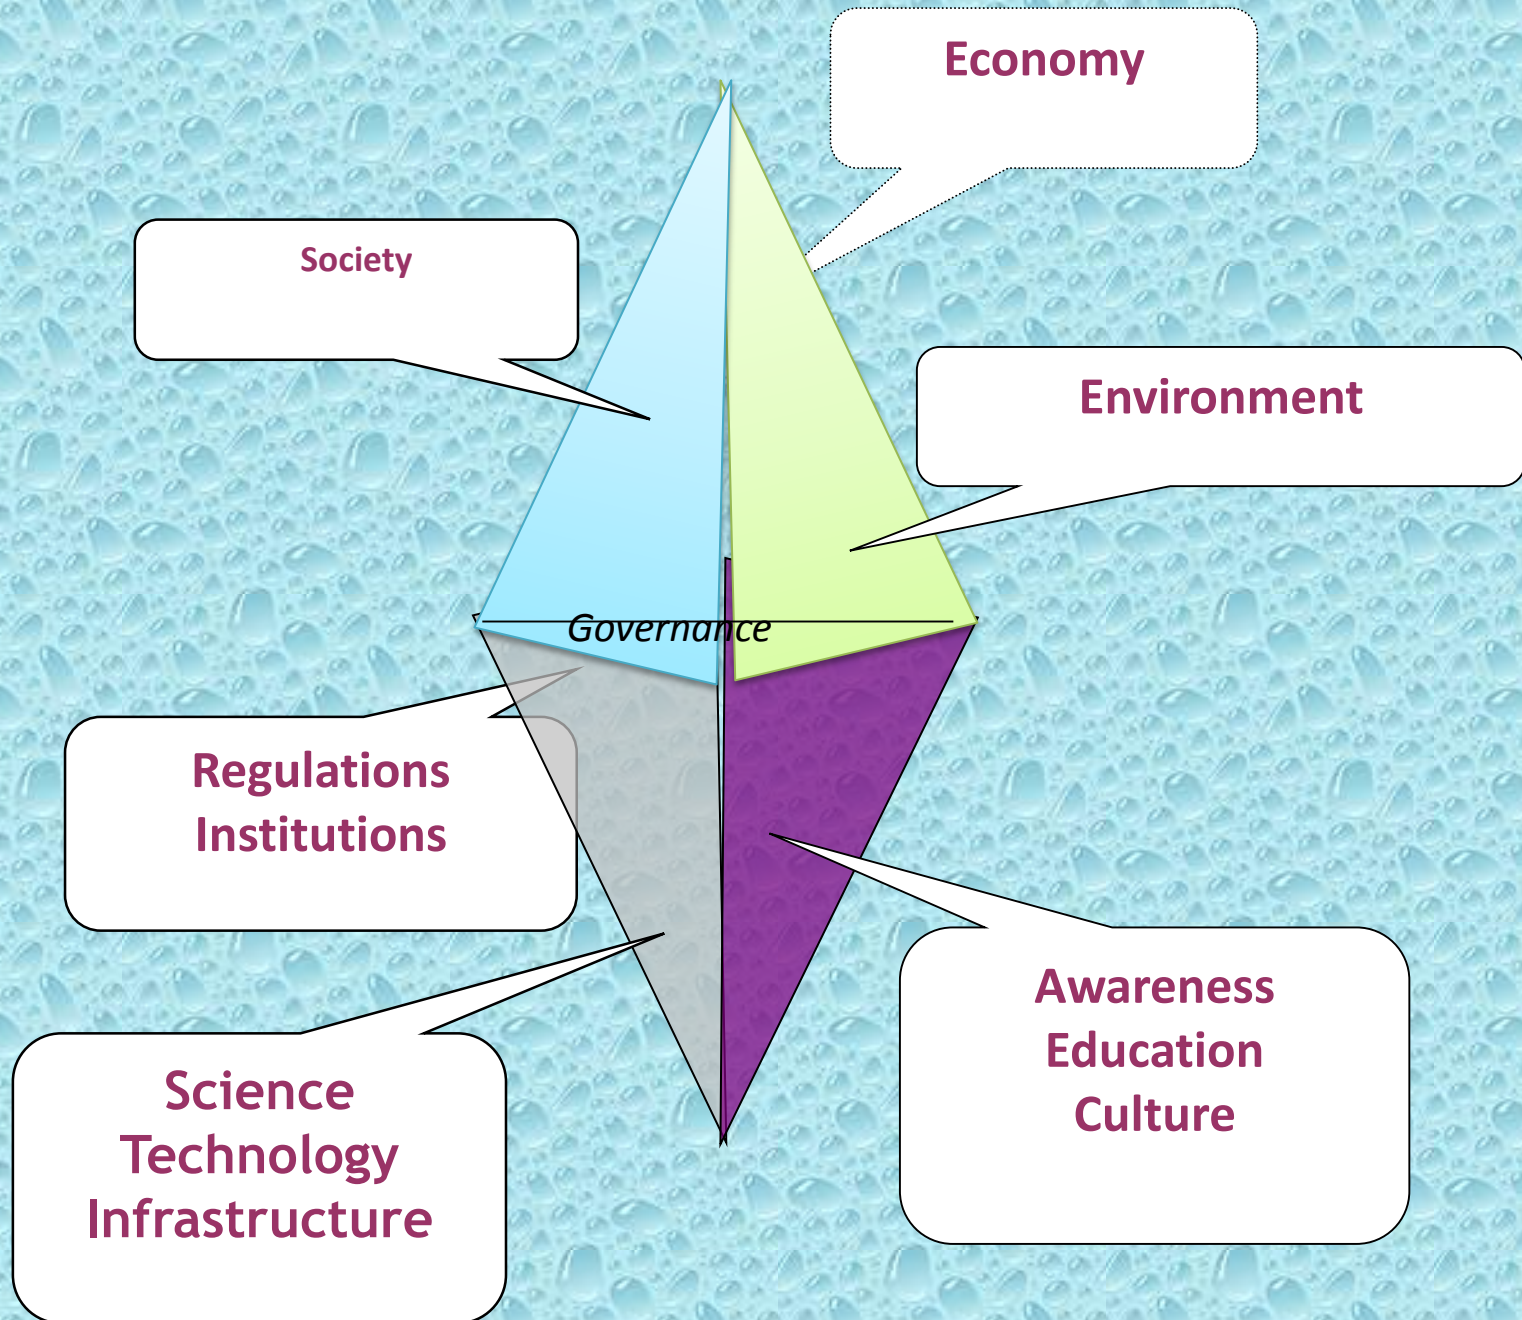 Economy
Society
Environment
Governance
Regulations
Institutions
Awareness
Education
Culture
Science
Technology
Infrastructure